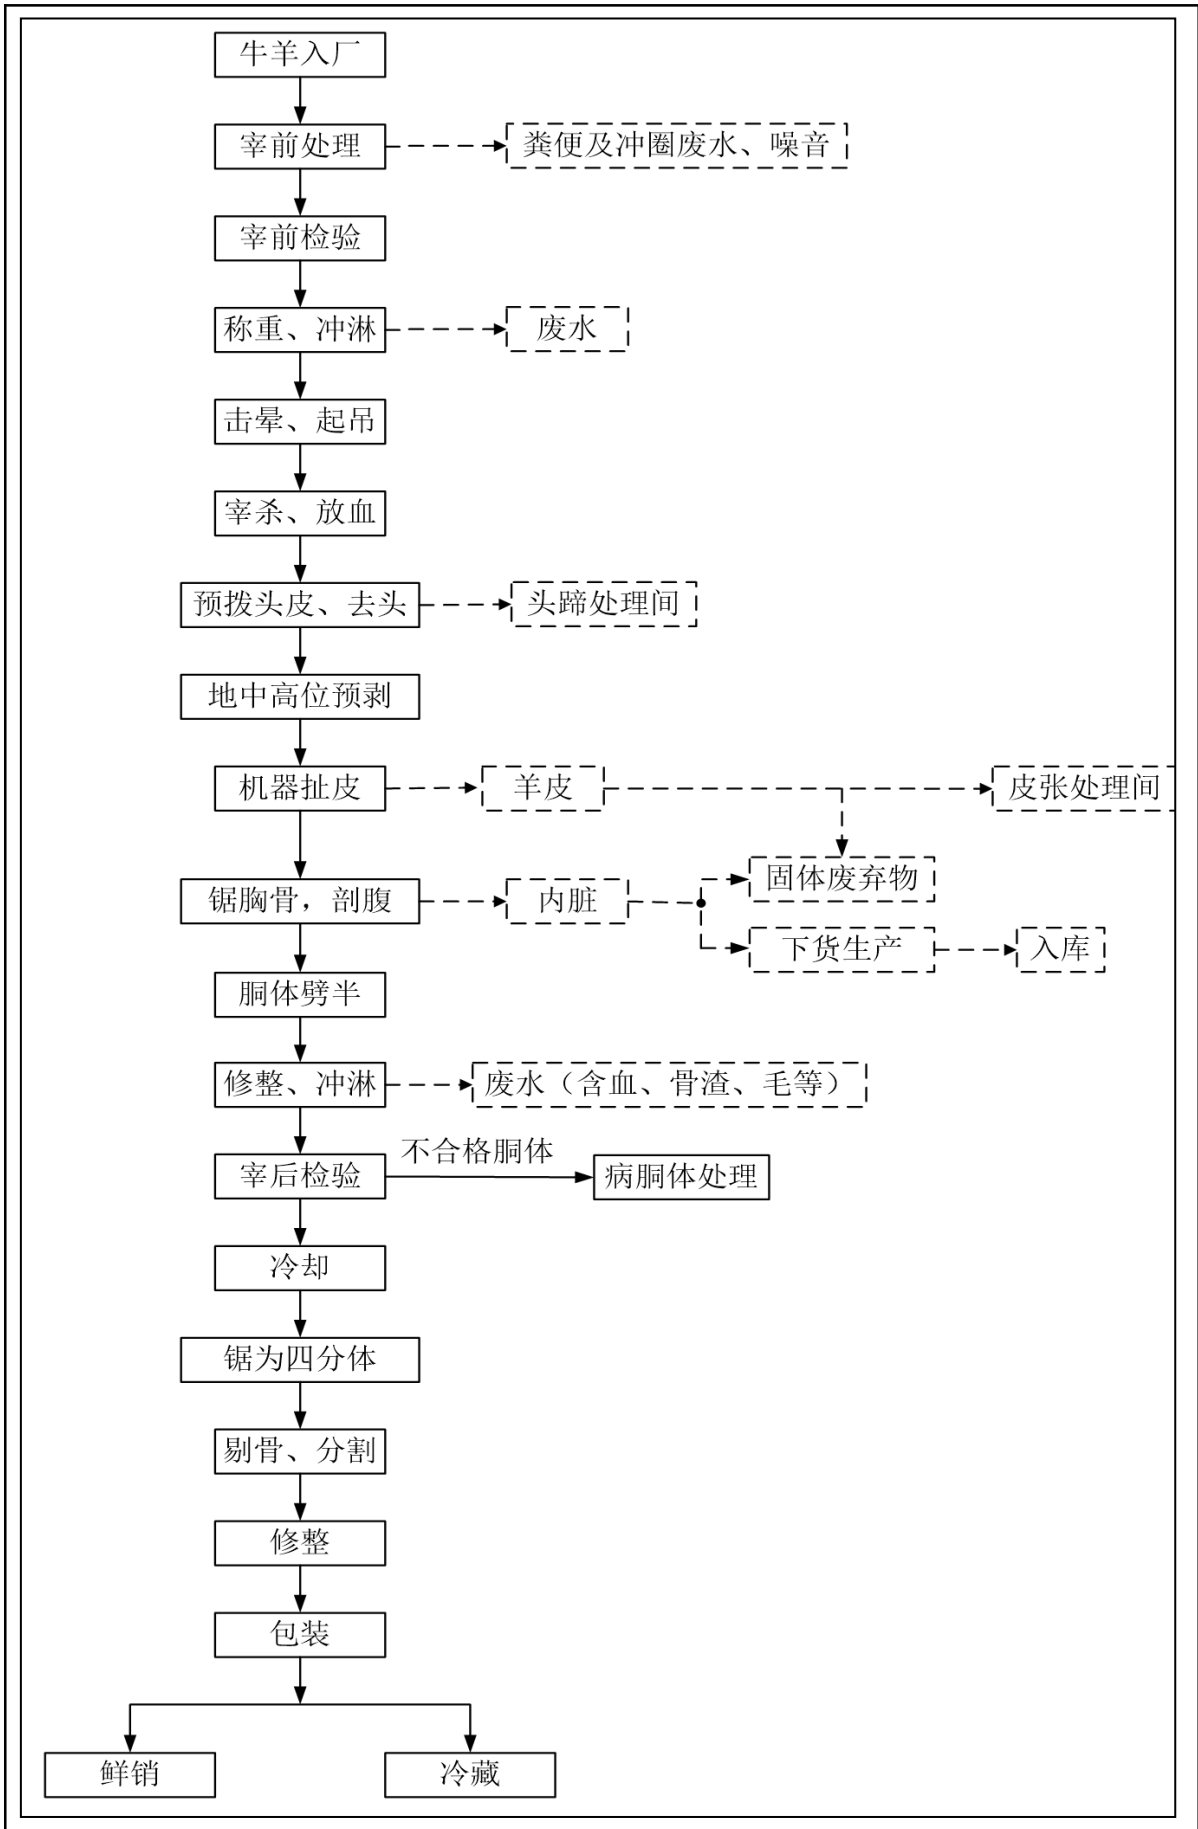 牛羊入厂
宰前处理
粪便及冲圈废水、噪音
宰前检验
称重、冲淋
废水
击晕、起吊
宰杀、放血
预拨头皮、去头
头蹄处理间
地中高位预剥
机器扯皮
羊皮
皮张处理间
固体废弃物
锯胸骨，剖腹
内脏
下货生产
入库
胴体劈半
修整、冲淋
废水（含血、骨渣、毛等）
不合格胴体
宰后检验
病胴体处理
冷却
锯为四分体
剔骨、分割
修整
包装
鲜销
冷藏